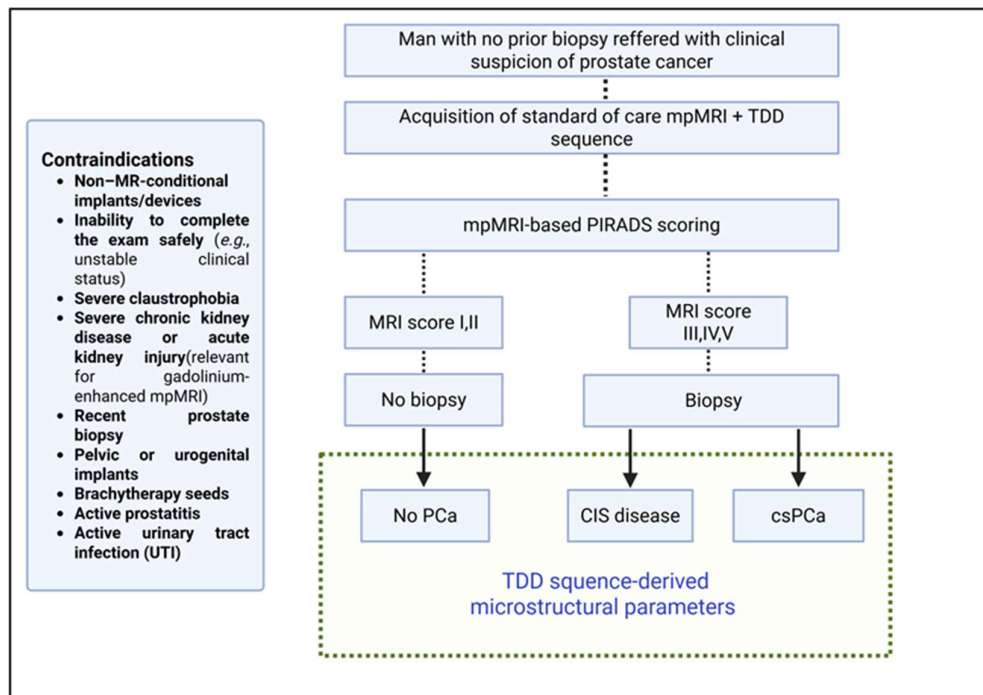 Man with no prior biopsy reffered with clinical
suspicion of prostate cancer
Acquisition of standard of care mpMRI + TDD
sequence
Contraindications
• Non–MR-conditional
implants/devices
• Inability to complete
the exam safely (e.g.,
unstable clinical
status)
• Severe claustrophobia
• Severe chronic kidney
disease or acute
kidney injury(relevant
for gadolinium-
enhanced mpMRI)
• Recent prostate
biopsy
• Pelvic or urogenital
implants
• Brachytherapy seeds
• Active prostatitis
• Active urinary tract
infection (UTI)
mpMRI-based PIRADS scoring
MRI score I,II
MRI score
III,IV,V
No biopsy
Biopsy
No PCa
CIS disease
csPCa
TDD squence-derived
microstructural parameters